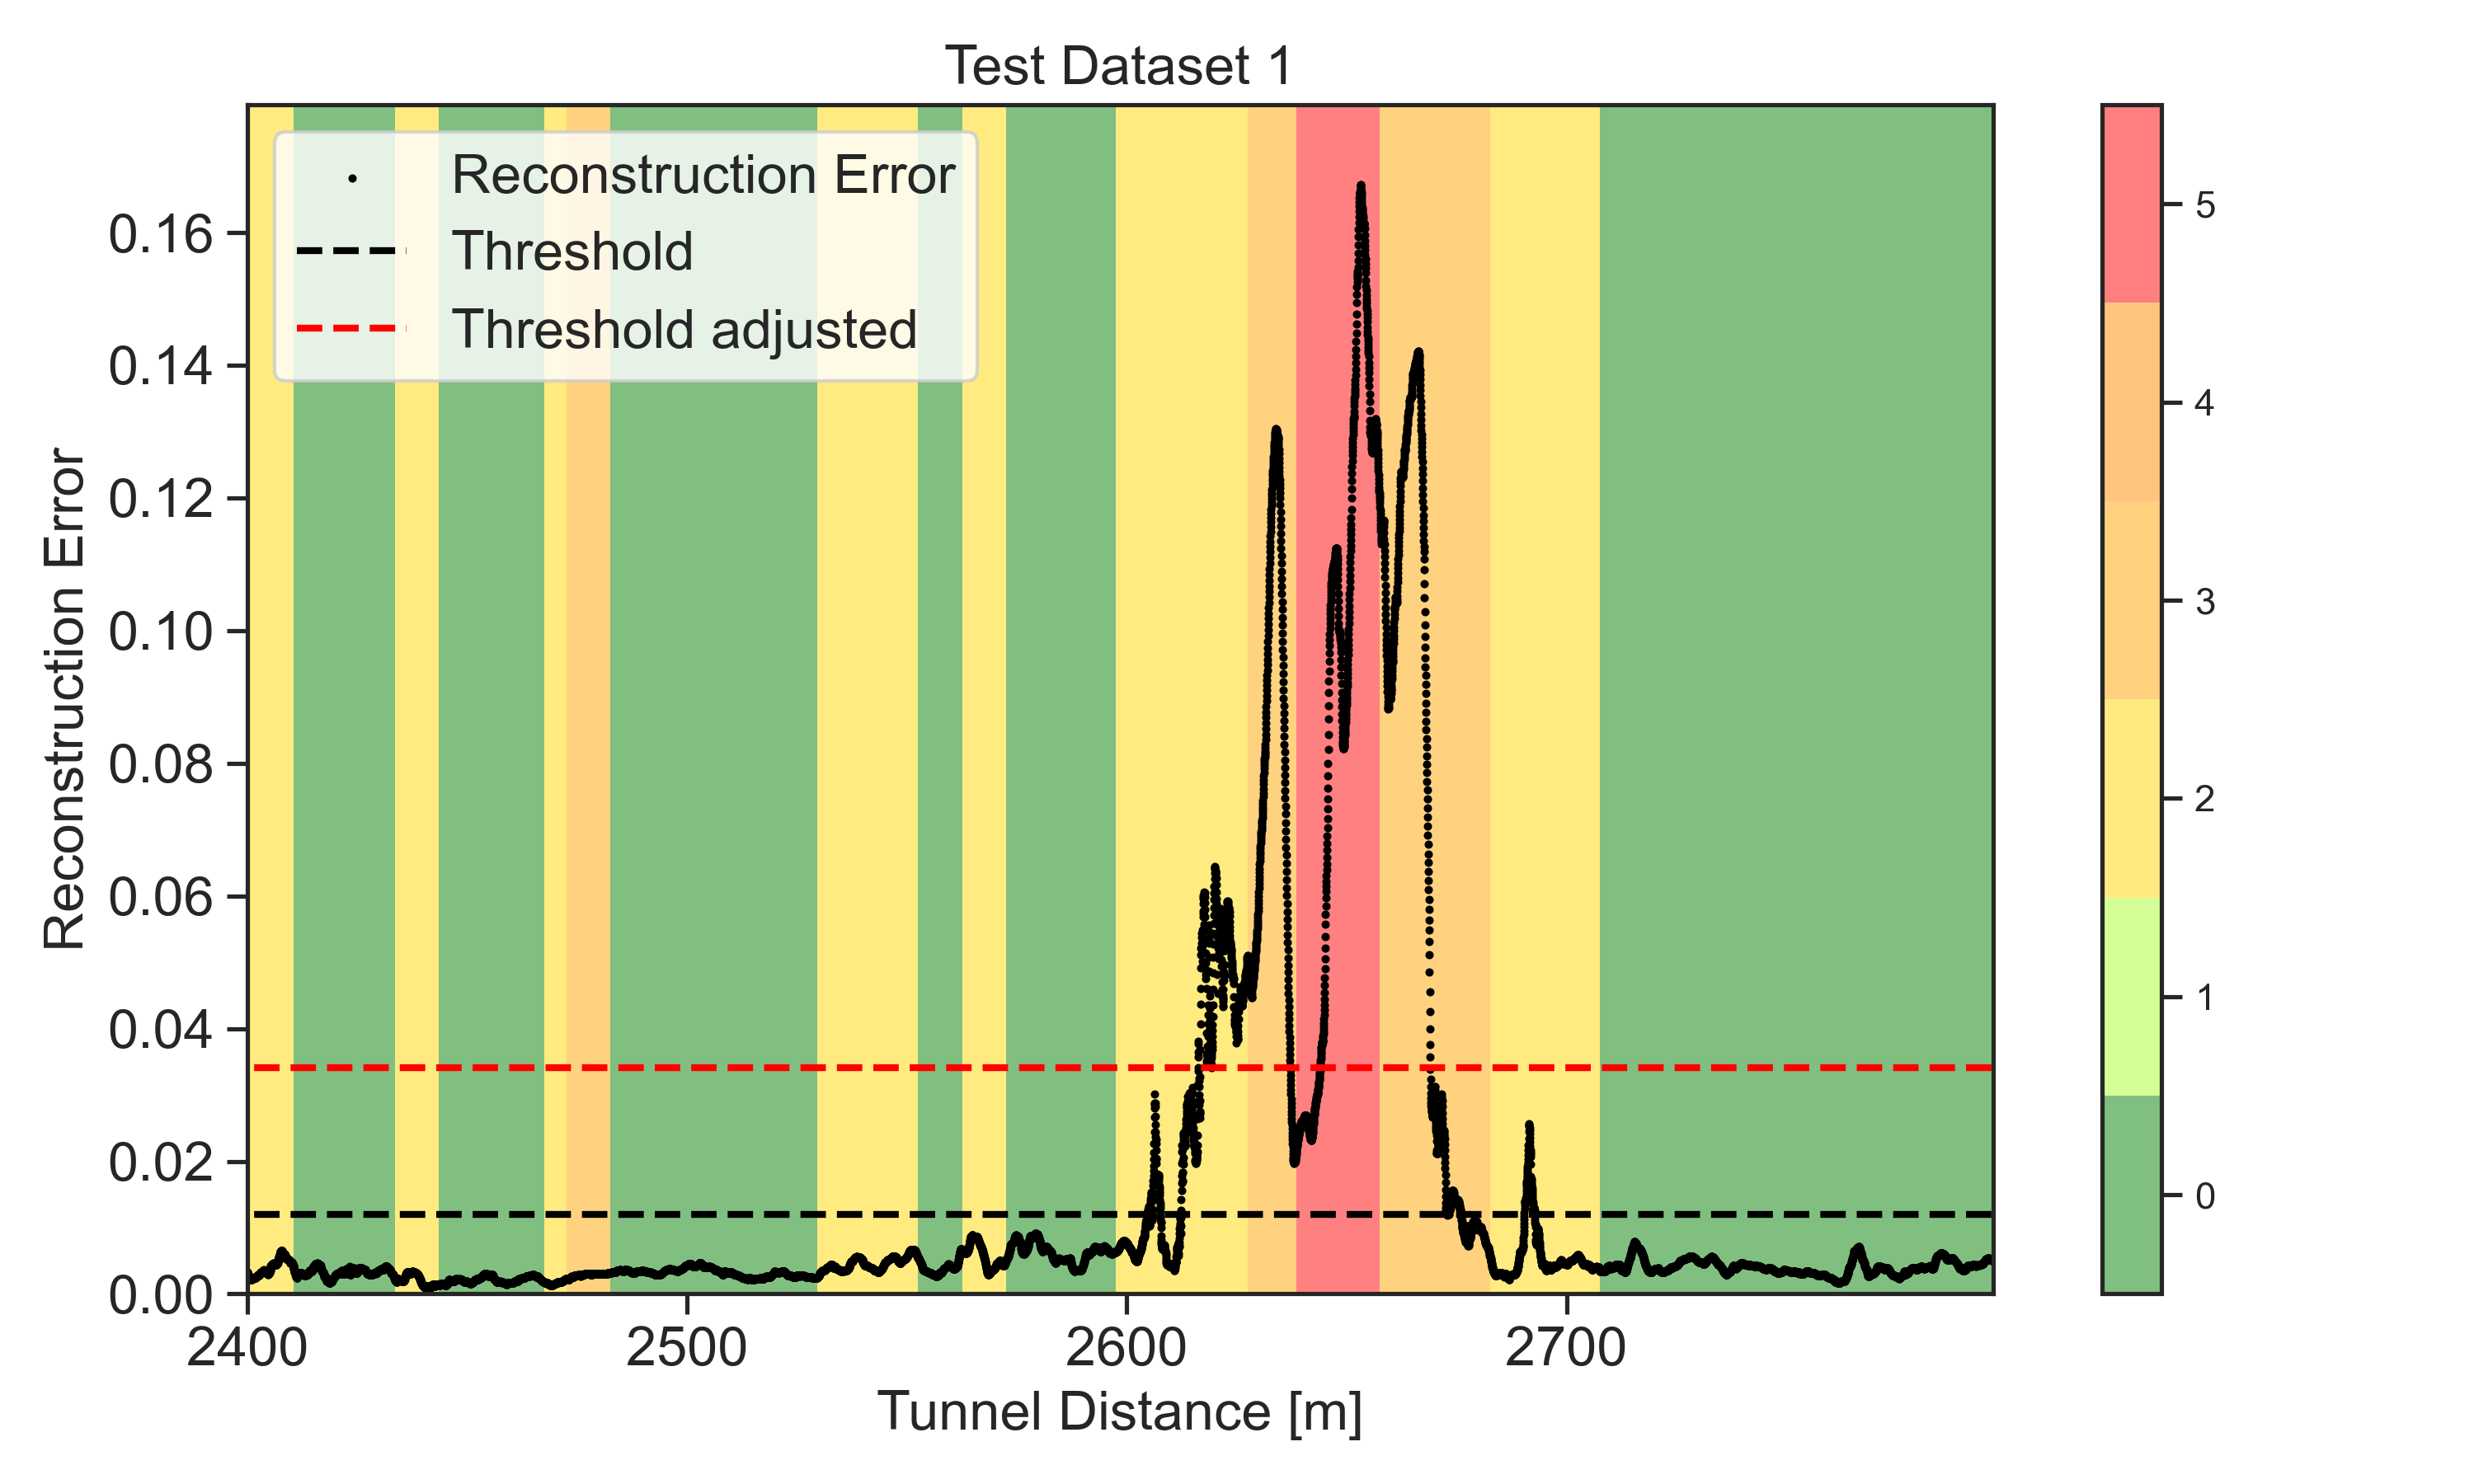 Test Dataset 1
Reconstruction Error
Threshold
Threshold adjusted
Reconstruction Error
0.16
0.14
0.12
0.10
0.08
0.06
0.04
0.02
0.00
2400 2500 2600 2700
Tunnel Distance [m]
5
4
3
2
1
0